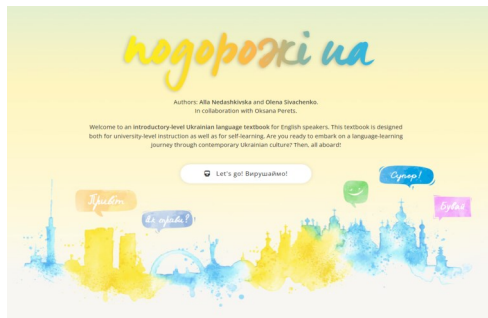 подорожі UA
Authors: Alla Nedashkivska and Olena Sivachenko.
In collaboration with Oksana Perets.
Welcome to an introductory-level Ukrainian language textbook for English speakers. This textbook is designed
both for university-level instruction as well as for self-learning. Are you ready to embark on a language-learning
journey through contemporary Ukrainian culture? Then, all aboard!
Let's go! Вирушаймо!
Супер!
Привіт
Як справи?
Бувай